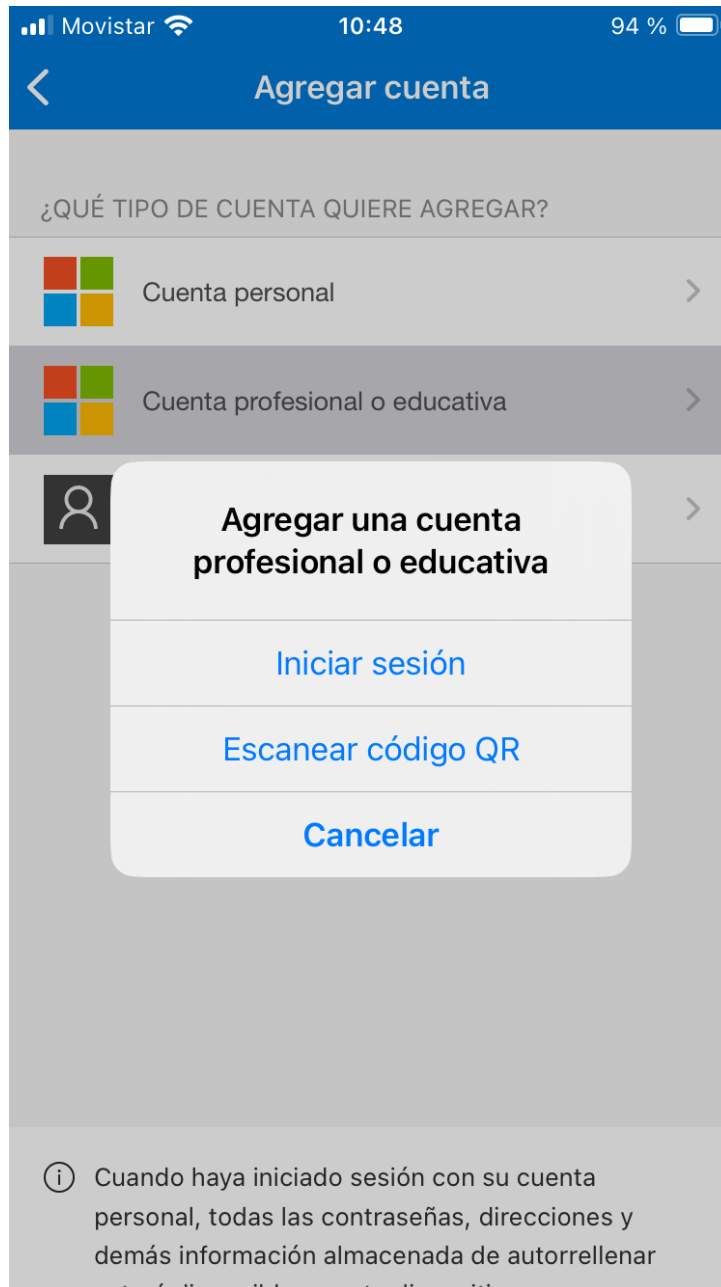 Movistar 10:48 94 %
Agregar cuenta
¿QUÉ TIPO DE CUENTA QUIERE AGREGAR?
Cuenta personal
Cuenta profesional o educativa
Agregar una cuenta
profesional o educativa
Iniciar sesión
Escanear código QR
Cancelar
Cuando haya iniciado sesión con su cuenta
personal, todas las contraseñas, direcciones y
demás información almacenada de autorrellenar